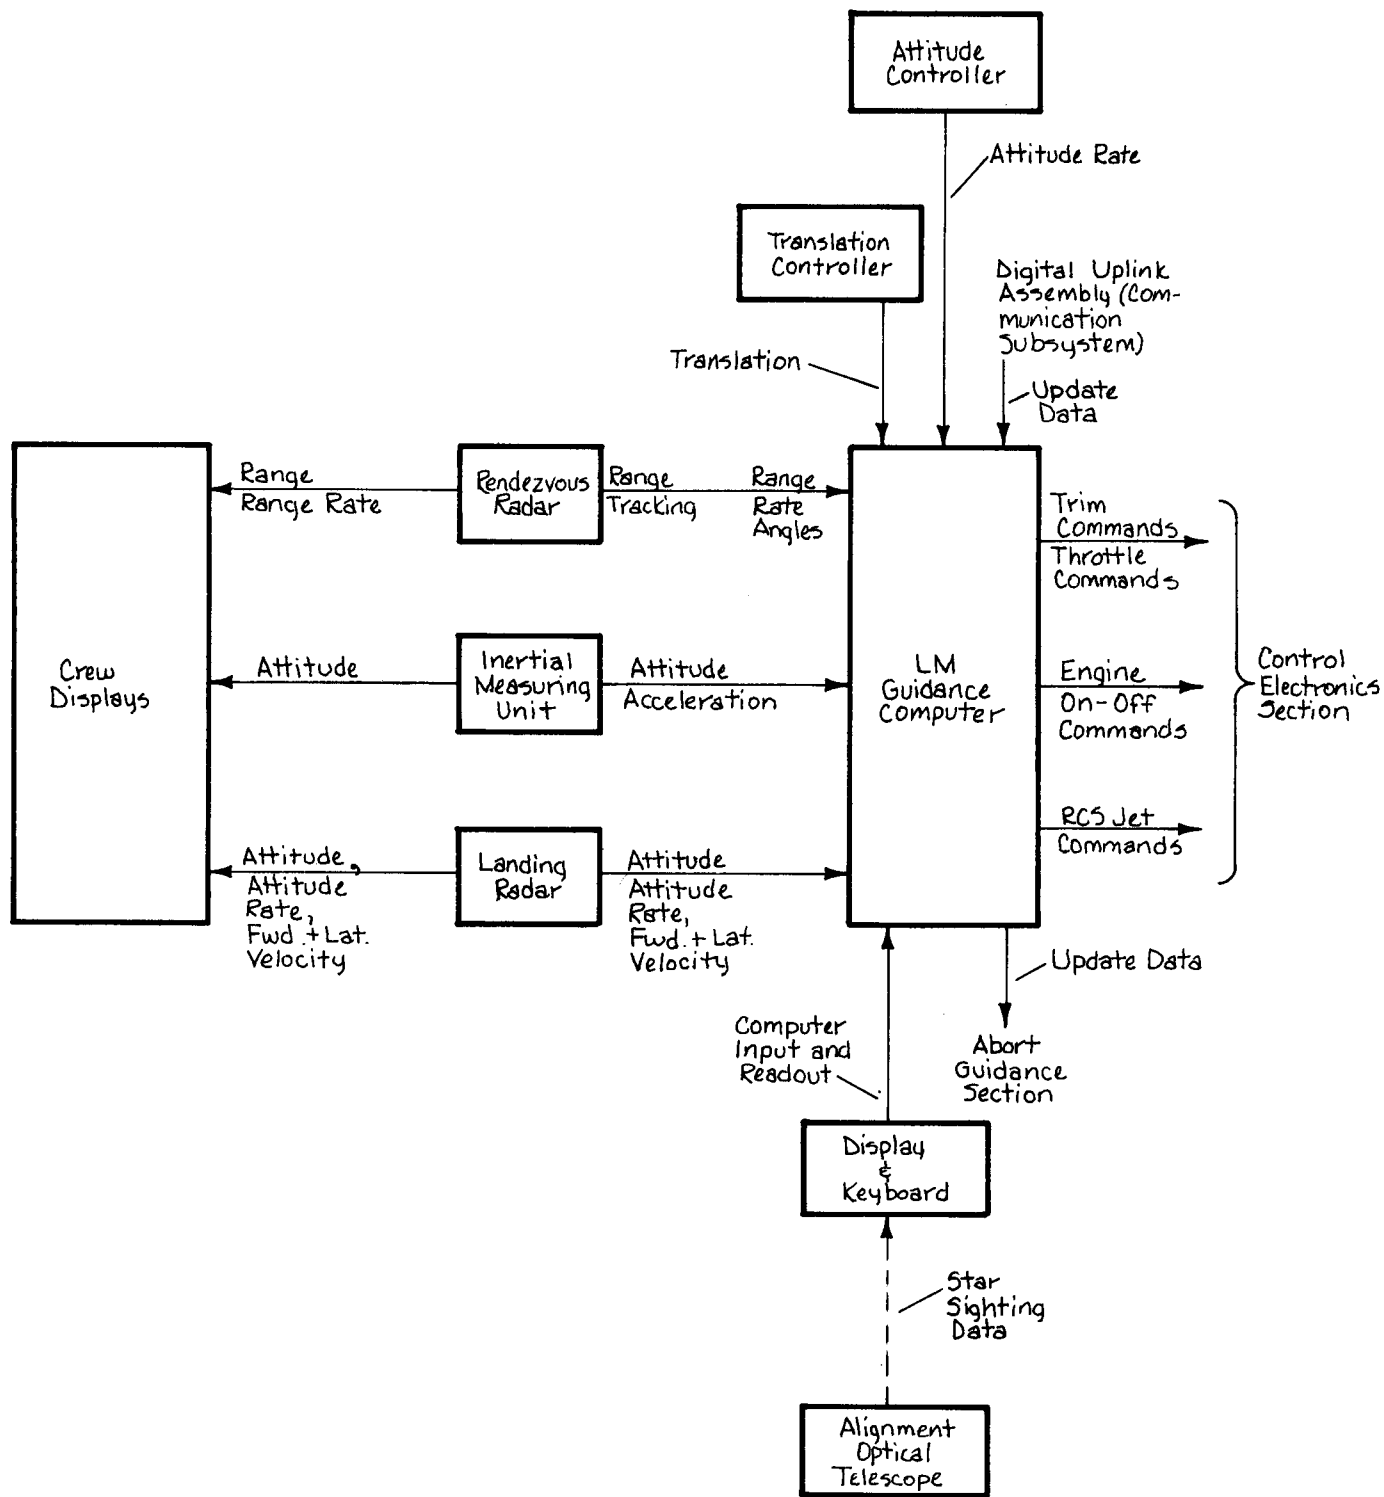 Attitude
Controller
Attitude Rate
Translation
Controller
Digital Uplink
Assembly (Com-
munication
Subsystem)
Translation
Update
Data
Crew
Displays
Range
Range Rate
Rendezvous
Radar
Range
Tracking
Range
Rate
Angles
Attitude
Inertial
Measuring
Unit
Attitude
Acceleration
Attitude,
Attitude
Rate,
Fwd. + Lat.
Velocity
Landing
Radar
Attitude
Attitude
Rate,
Fwd. + Lat.
Velocity
LM
Guidance
Computer
Trim
Commands
Throttle
Commands
Engine
On-Off
Commands
RCS Jet
Commands
Control
Electronics
Section
Update Data
Abort
Guidance
Section
Computer
Input and
Readout
Display
&
Keyboard
Star
Sighting
Data
Alignment
Optical
Telescope